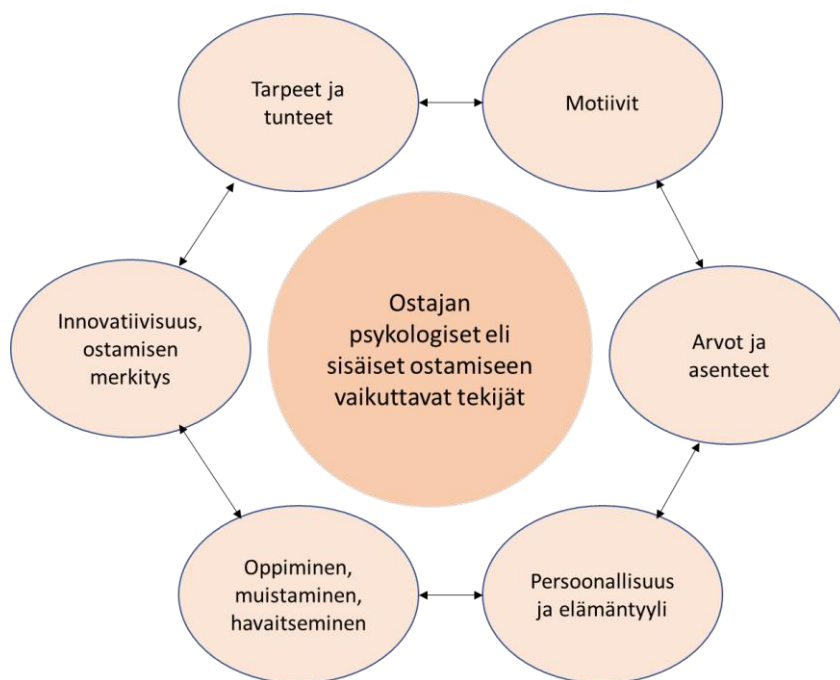 Tarpeet ja
tunteet
Motiivit
Innovatiivisuus,
ostamisen
merkitys
Ostajan
psykologiset eli
sisäiset ostamiseen
vaikuttavat tekijät
Arvot ja
asenteet
Oppiminen,
muistaminen,
havaitseminen
Persoonallisuus
ja elämäntyyli